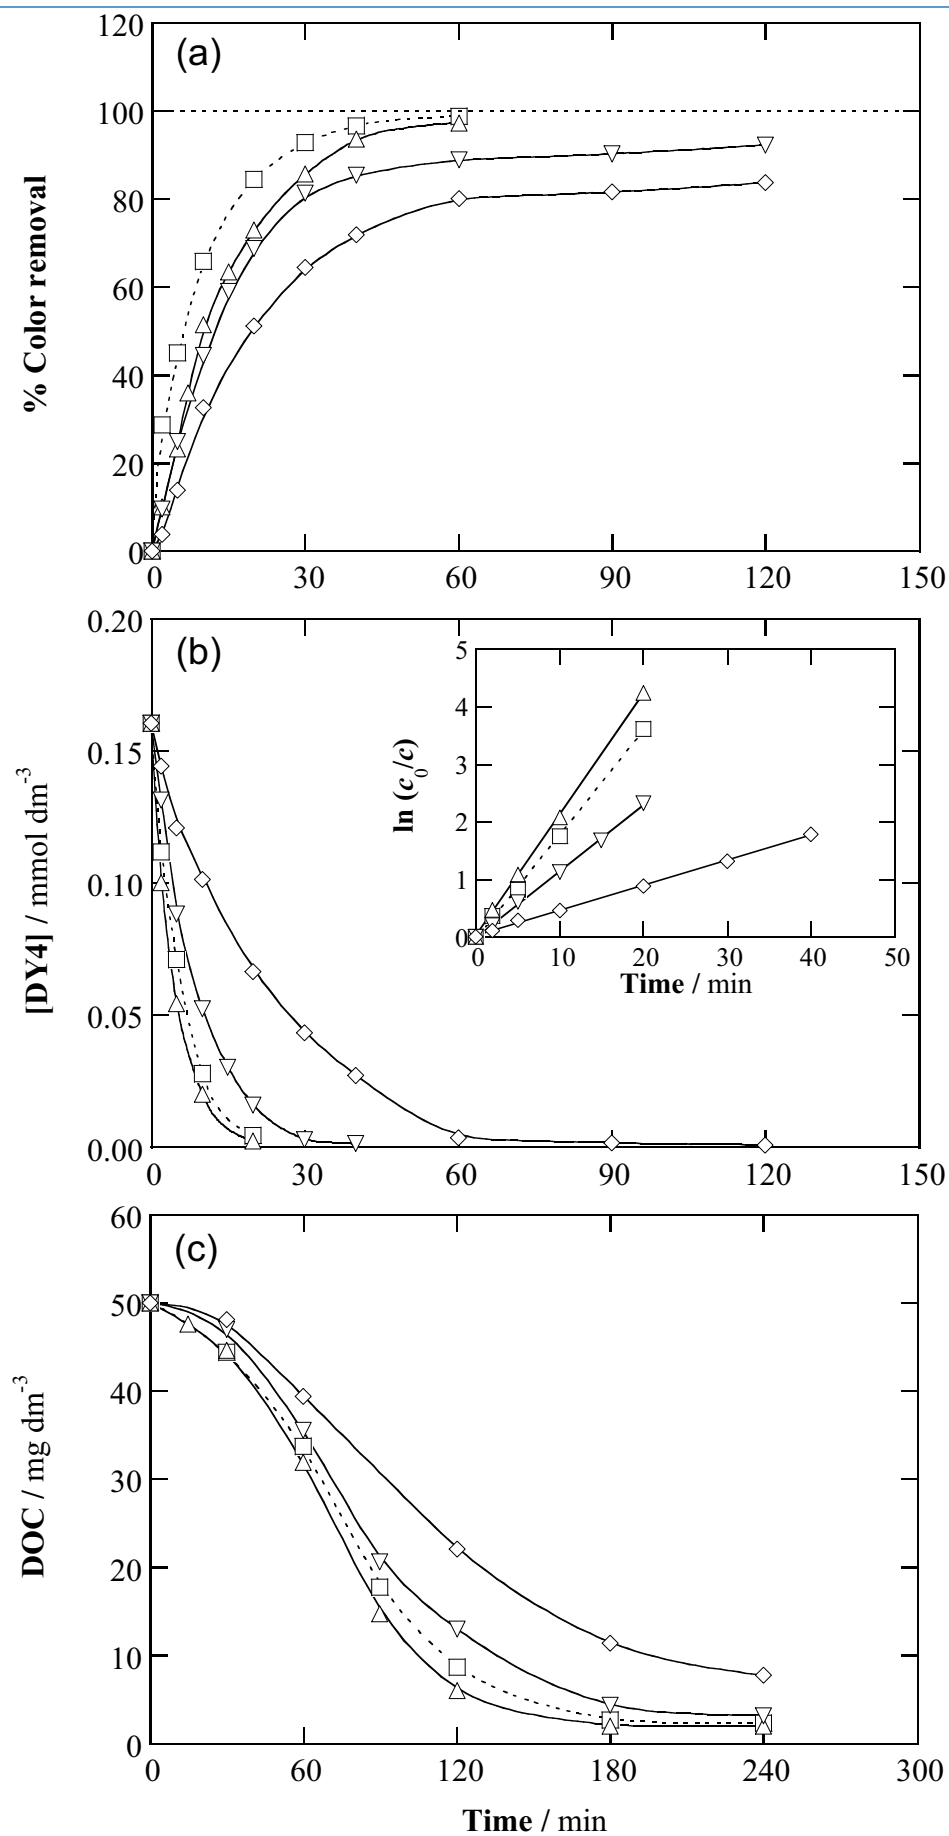 120
(a)
100
80
60
40
20
0
% Color removal
0 30 60 90 120 150
0.20
(b)
0.15
0.10
0.05
0.00
[DY4] / mmol dm-3
5
4
3
2
1
0
ln (c0/c)
0 10 20 30 40 50
Time / min
0 30 60 90 120 150
60
(c)
50
40
30
20
10
0
DOC / mg dm-3
0 60 120 180 240 300
Time / min